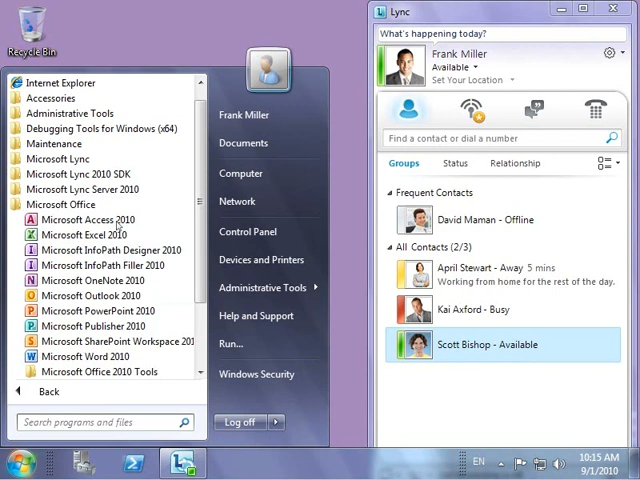 Recycle Bin
Internet Explorer
Accessories
Administrative Tools
Debugging Tools for Windows (x64)
Maintenance
Microsoft Lync
Microsoft Lync 2010 SDK
Microsoft Lync Server 2010
Microsoft Office
Microsoft Access 2010
Microsoft Excel 2010
Microsoft InfoPath Designer 2010
Microsoft InfoPath Filler 2010
Microsoft OneNote 2010
Microsoft Outlook 2010
Microsoft PowerPoint 2010
Microsoft Publisher 2010
Microsoft SharePoint Workspace 201
Microsoft Word 2010
Microsoft Office 2010 Tools
Back
Search programs and files
Frank Miller
Documents
Computer
Network
Control Panel
Devices and Printers
Administrative Tools
Help and Support
Run...
Windows Security
Log off
Lync
What's happening today?
Frank Miller
Available
Set Your Location
Find a contact or dial a number
Groups Status Relationship
Frequent Contacts
David Maman - Offline
All Contacts (2/3)
April Stewart - Away 5 mins
Working from home for the rest of the day.
Kai Axford - Busy
Scott Bishop - Available
EN
10:15 AM
9/1/2010